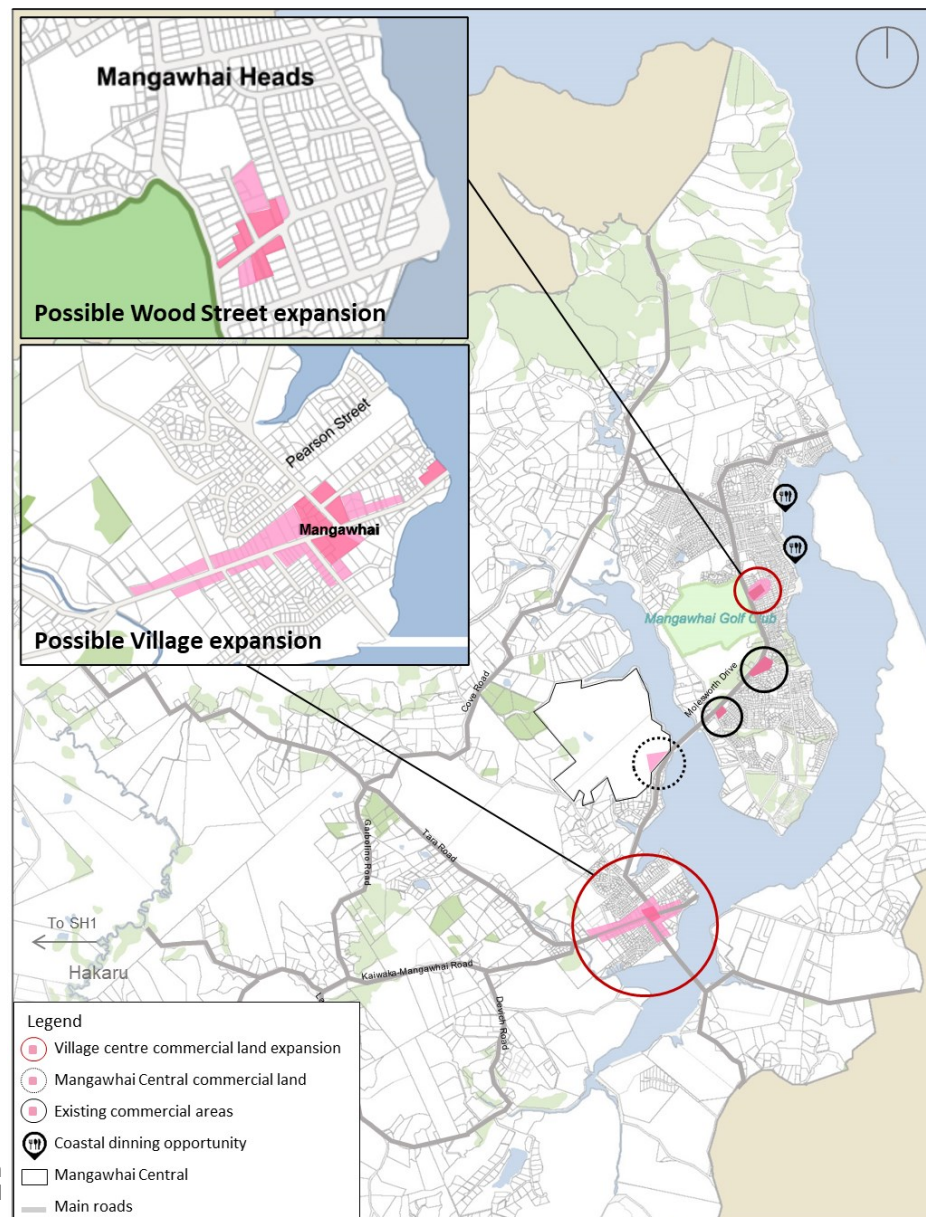 Mangawhai Heads
Possible Wood Street expansion
Pearson Street
Mangawhai
Possible Village expansion
Mangawhai Golf Club
Molesworth Drive
Cove Road
Garbolino Road
Tara Road
To SH1
Hakaru
Kaiwaka-Mangawhai Road
Devich Road
Legend
Village centre commercial land expansion
Mangawhai Central commercial land
Existing commercial areas
Coastal dinning opportunity
Mangawhai Central
Main roads